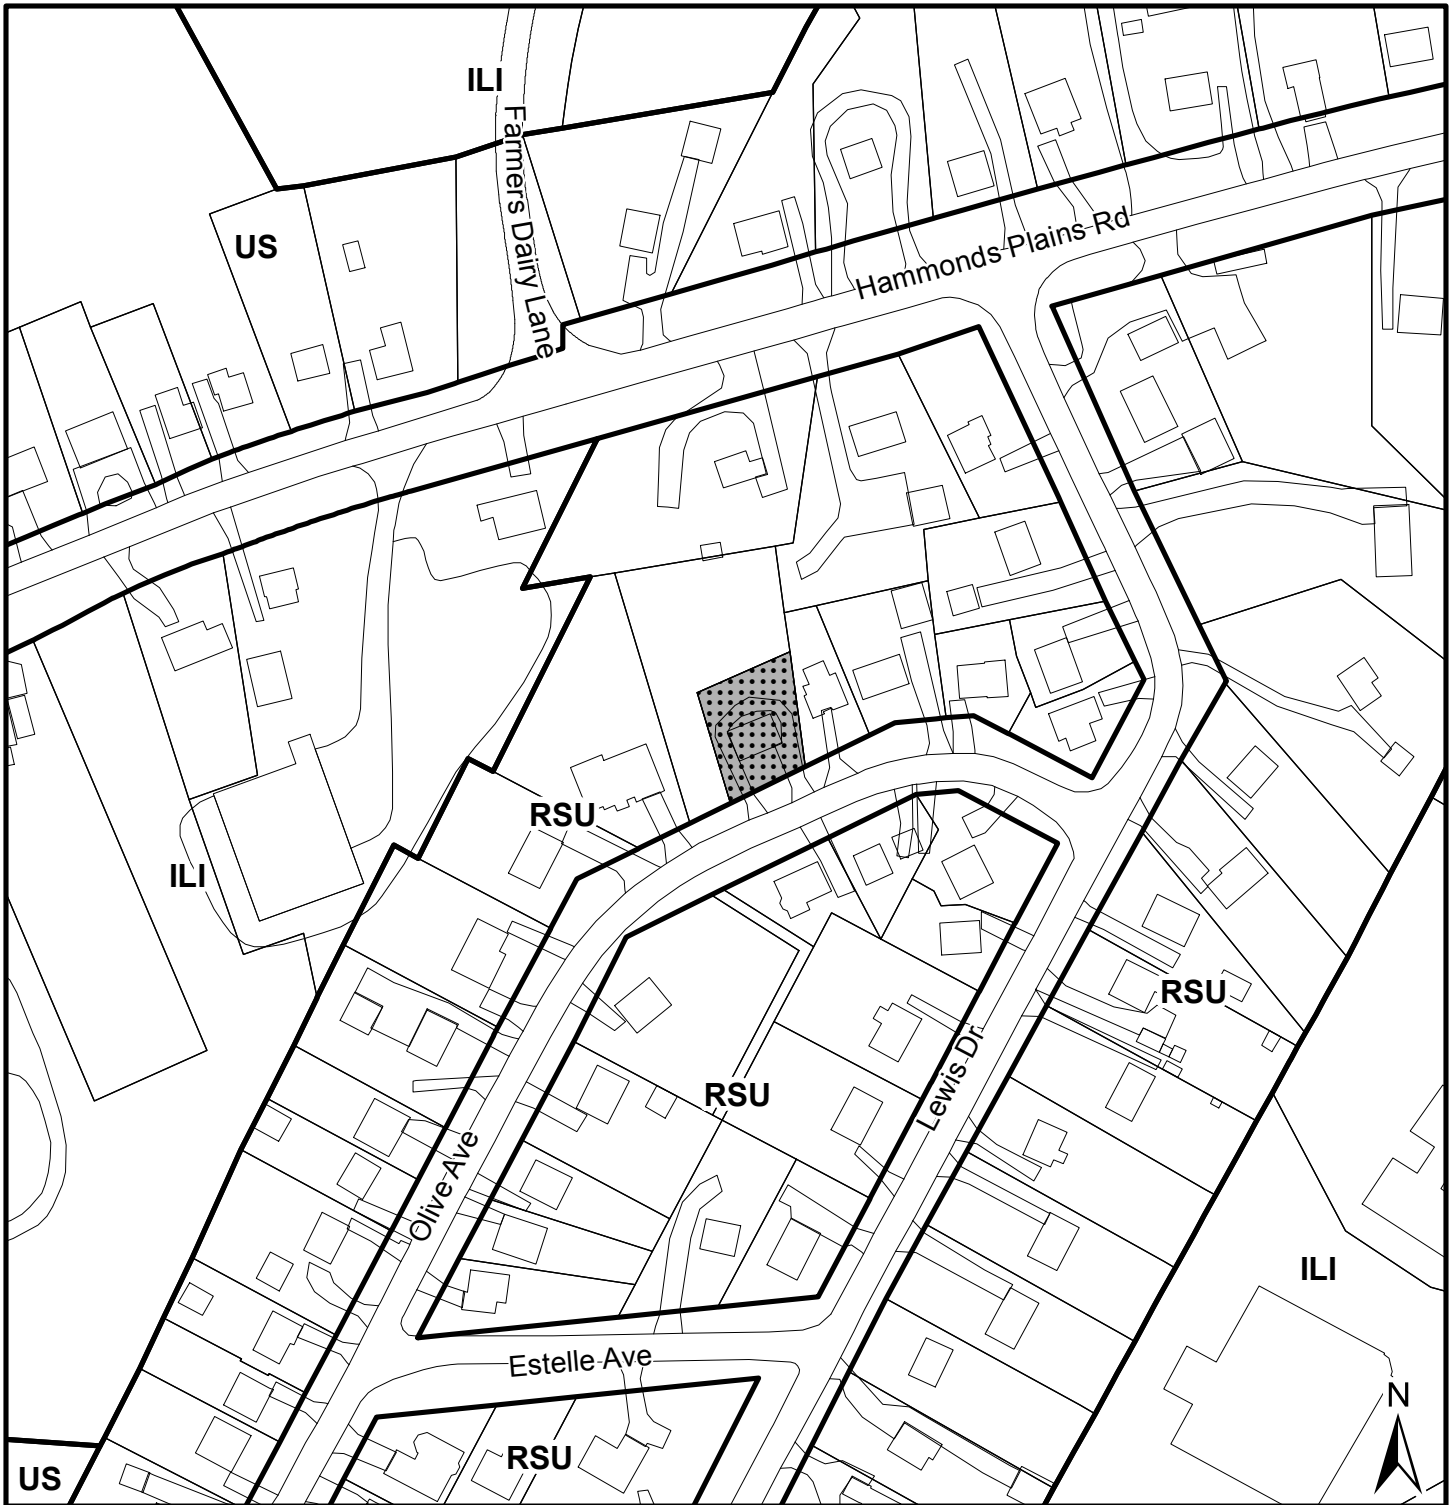 ILI
Farmers Dairy Lane
US
Hammonds Plains Rd
RSU
ILI
RSU
RSU
Lewis Dr
Olive Ave
ILI
Estelle Ave
N
RSU
US